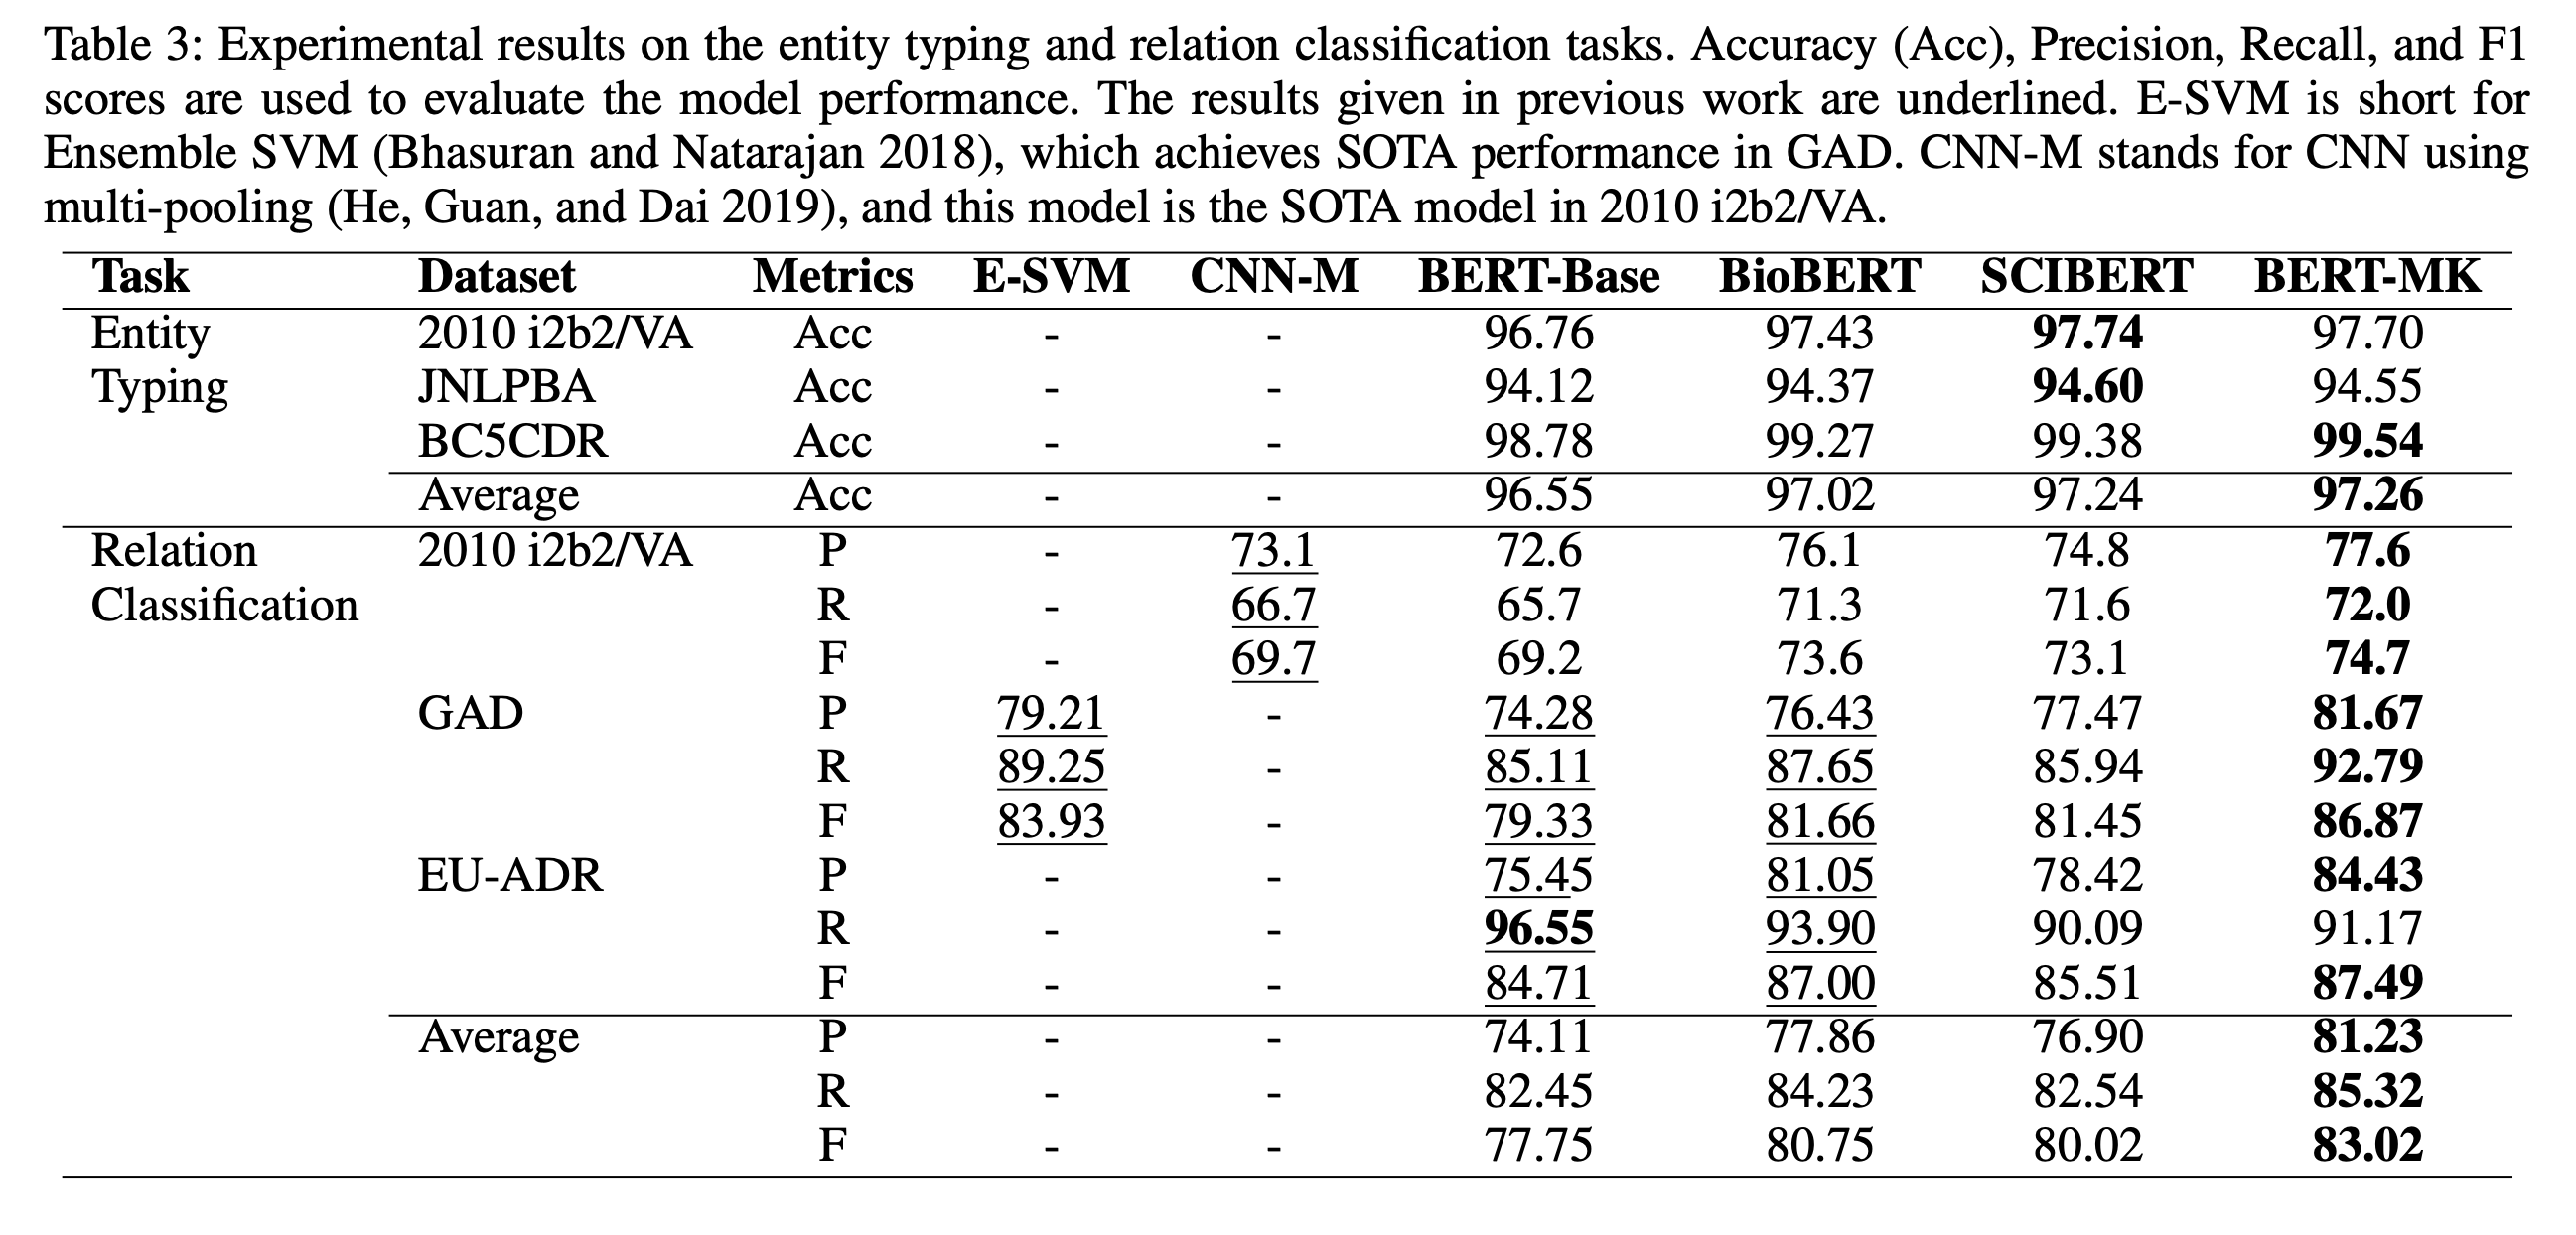 Table 3: Experimental results on the entity typing and relation classification tasks. Accuracy (Acc), Precision, Recall, and F1
scores are used to evaluate the model performance. The results given in previous work are underlined. E-SVM is short for
Ensemble SVM (Bhasuran and Natarajan 2018), which achieves SOTA performance in GAD. CNN-M stands for CNN using
multi-pooling (He, Guan, and Dai 2019), and this model is the SOTA model in 2010 i2b2/VA.
Task Dataset Metrics E-SVM CNN-M BERT-Base BioBERT SCIBERT BERT-MK
Entity 2010 i2b2/VA Acc - - 96.76 97.43 97.74 97.70
Typing JNLPBA Acc - - 94.12 94.37 94.60 94.55
BC5CDR Acc - - 98.78 99.27 99.38 99.54
Average Acc - - 96.55 97.02 97.24 97.26
Relation 2010 i2b2/VA P - 73.1 72.6 76.1 74.8 77.6
Classification R - 66.7 65.7 71.3 71.6 72.0
F - 69.7 69.2 73.6 73.1 74.7
GAD P 79.21 - 74.28 76.43 77.47 81.67
R 89.25 - 85.11 87.65 85.94 92.79
F 83.93 - 79.33 81.66 81.45 86.87
EU-ADR P - - 75.45 81.05 78.42 84.43
R - - 96.55 93.90 90.09 91.17
F - - 84.71 87.00 85.51 87.49
Average P - - 74.11 77.86 76.90 81.23
R - - 82.45 84.23 82.54 85.32
F - - 77.75 80.75 80.02 83.02